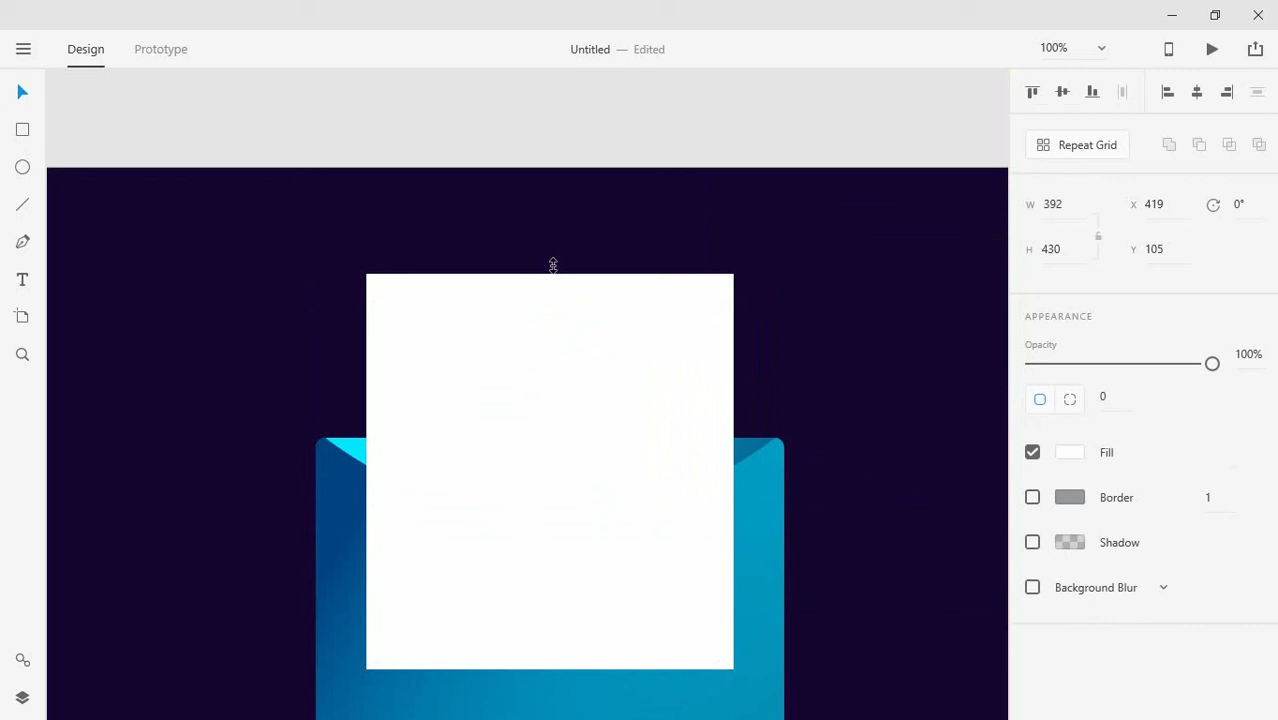 Design Prototype Untitled — Edited 100%
Repeat Grid
W 392 X 419 0°
H 430 Y 105
APPEARANCE
Opacity
100%
0
Fill
Border 1
Shadow
Background Blur